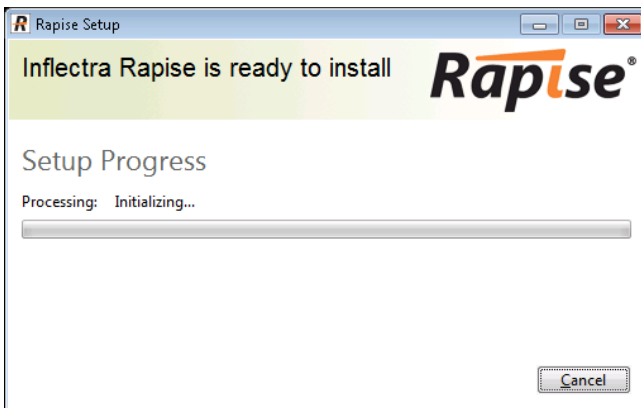 Rapise Setup
Inflectra Rapise is ready to install
Rapise®
Setup Progress
Processing: Initializing...
Cancel